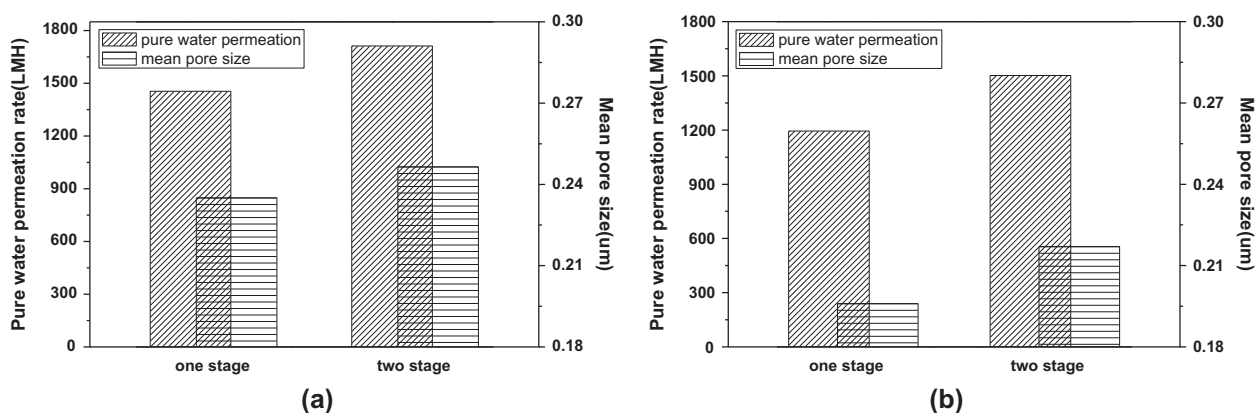 Pure water permeation rate(LMH)
1800
1500
1200
900
600
300
0
pure water permeation
mean pore size
one stage
two stage
0.30
0.27
0.24
0.21
0.18
Mean pore size(um)
(a)
Pure water permeation rate(LMH)
1800
1500
1200
900
600
300
0
pure water permeation
mean pore size
one stage
two stage
0.30
0.27
0.24
0.21
0.18
Mean pore size(um)
(b)